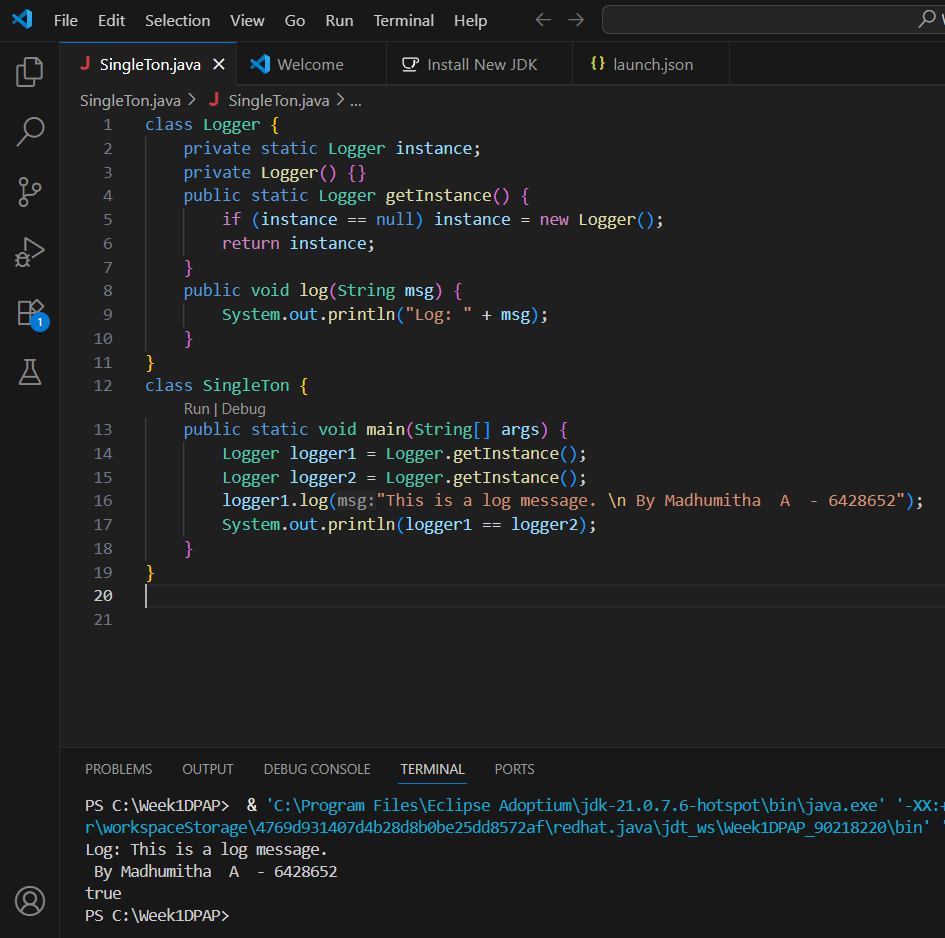 File Edit Selection View Go Run Terminal Help
SingleTon.java Welcome Install New JDK {} launch.json
SingleTon.java > SingleTon.java > ...
1 class Logger {
2 private static Logger instance;
3 private Logger() {}
4 public static Logger getInstance() {
5 if (instance == null) instance = new Logger();
6 return instance;
7 }
8 public void log(String msg) {
9 System.out.println("Log: " + msg);
10 }
11 }
12 class SingleTon {
Run | Debug
13 public static void main(String[] args) {
14 Logger logger1 = Logger.getInstance();
15 Logger logger2 = Logger.getInstance();
16 logger1.log(msg:"This is a log message. \n By Madhumitha  A  - 6428652");
17 System.out.println(logger1 == logger2);
18 }
19 }
20
21
1
PROBLEMS OUTPUT DEBUG CONSOLE TERMINAL PORTS
PS C:\Week1DPAP>  & 'C:\Program Files\Eclipse Adoptium\jdk-21.0.7.6-hotspot\bin\java.exe' '-XX:
r\workspaceStorage\4769d931407d4b28d8b0be25dd8572af\redhat.java\jdt_ws\Week1DPAP_90218220\bin' '
Log: This is a log message.
 By Madhumitha  A  - 6428652
true
PS C:\Week1DPAP>